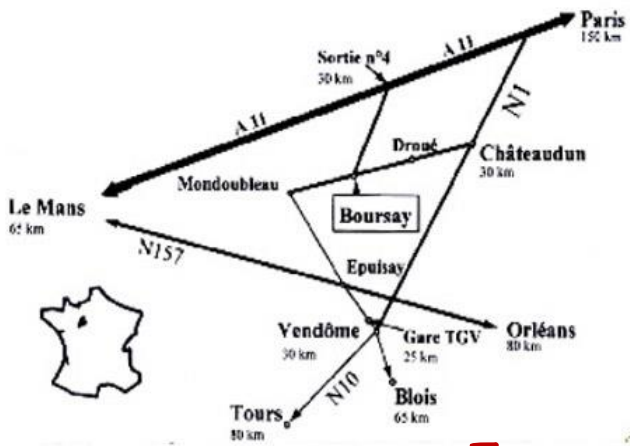 Paris
150 km
A 11
Sortie n°4
30 km
N1
A 11
Droué
Châteaudun
30 km
Mondoubleau
Le Mans
65 km
Boursay
N157
Epuisay
Vendôme
30 km
Gare TGV
25 km
Orléans
80 km
N10
Blois
65 km
Tours
80 km